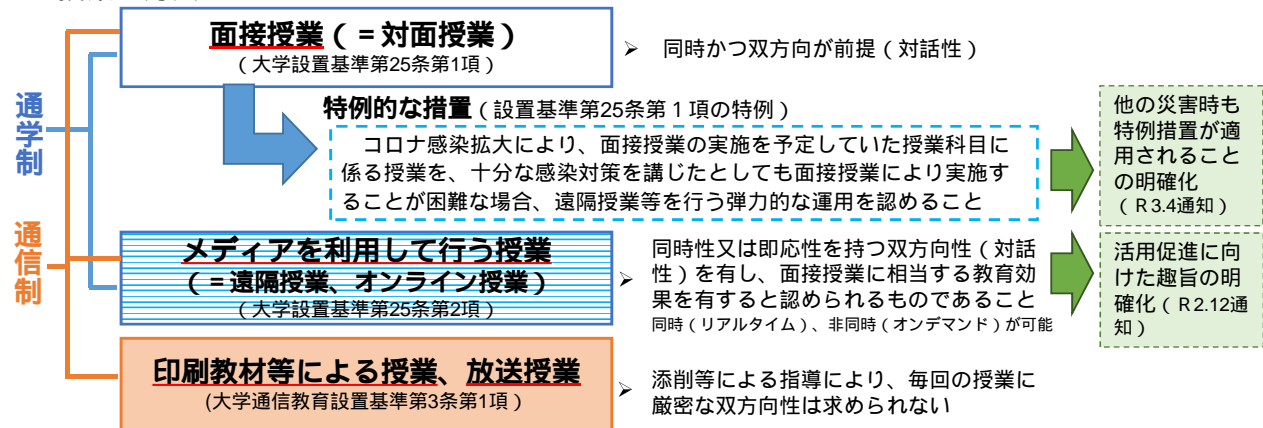 面接授業(=対面授業)
(大学設置基準第25条第1項)
➢ 同時かつ双方向が前提(対話性)
通学制
通信制
特例的な措置(設置基準第25条第1項の特例)
コロナ感染拡大により、面接授業の実施を予定していた授業科目に
係る授業を、十分な感染対策を講じたとしても面接授業により実施す
ることが困難な場合、遠隔授業等を行う弾力的な運用を認めること
他の災害時も
特例措置が適
用されること
の明確化
(R3.4通知)
メディアを利用して行う授業
(=遠隔授業、オンライン授業)
(大学設置基準第25条第2項)
➢ 同時性又は即応性を持つ双方向性(対話
性)を有し、面接授業に相当する教育効
果を有すると認められるものであること
同時(リアルタイム)、非同時(オンデマンド)が可能
活用促進に向
けた趣旨の明
確化(R2.12通
知)
印刷教材等による授業、放送授業
(大学通信教育設置基準第3条第1項)
➢ 添削等による指導により、毎回の授業に
厳密な双方向性は求められない